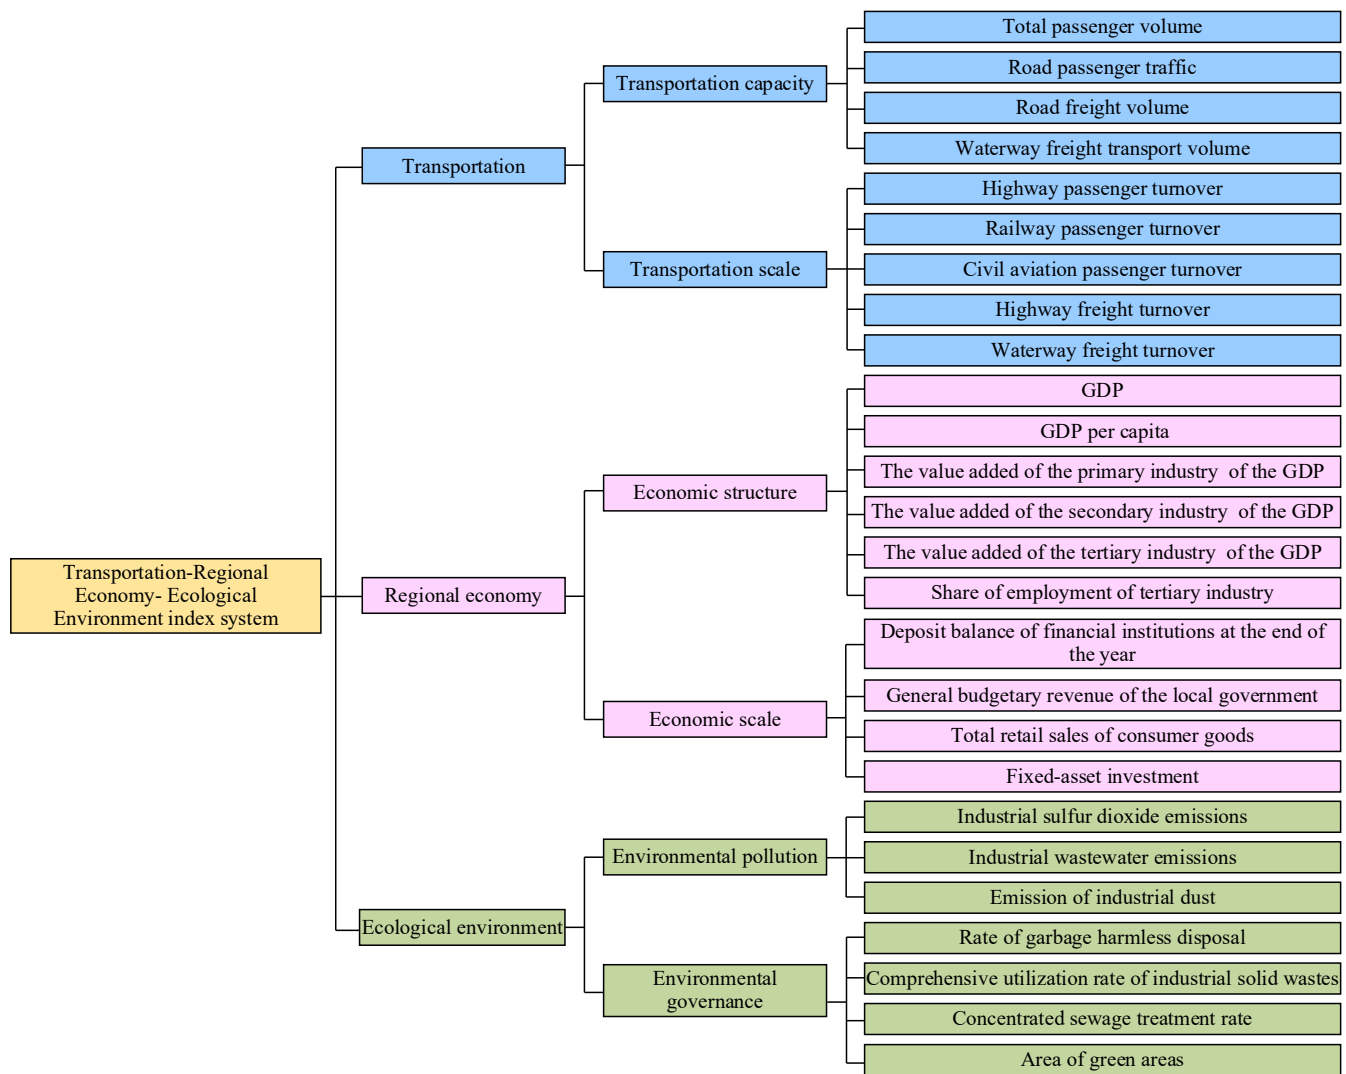 Total passenger volume
Road passenger traffic
Transportation capacity
Road freight volume
Waterway freight transport volume
Transportation
Highway passenger turnover
Railway passenger turnover
Transportation scale
Civil aviation passenger turnover
Highway freight turnover
Waterway freight turnover
GDP
GDP per capita
The value added of the primary industry of the GDP
Economic structure
The value added of the secondary industry of the GDP
The value added of the tertiary industry of the GDP
Transportation-Regional
Economy- Ecological
Environment index system
Regional economy
Share of employment of tertiary industry
Deposit balance of financial institutions at the end of
the year
General budgetary revenue of the local government
Economic scale
Total retail sales of consumer goods
Fixed-asset investment
Industrial sulfur dioxide emissions
Environmental pollution
Industrial wastewater emissions
Emission of industrial dust
Ecological environment
Rate of garbage harmless disposal
Environmental
governance
Comprehensive utilization rate of industrial solid wastes
Concentrated sewage treatment rate
Area of green areas